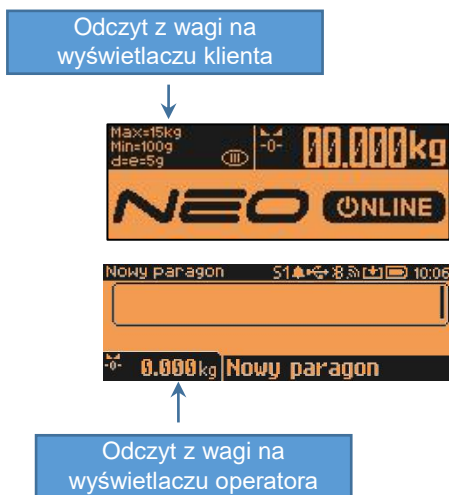 Odczyt z wagi na
wyświetlaczu klienta
Max=15kg
Min=100g
d=e=5g
III
-0-
00.000kg
NEO ONLINE
Nowy paragon S1 10:06
-0- 0.000kg Nowy paragon
Odczyt z wagi na
wyświetlaczu operatora